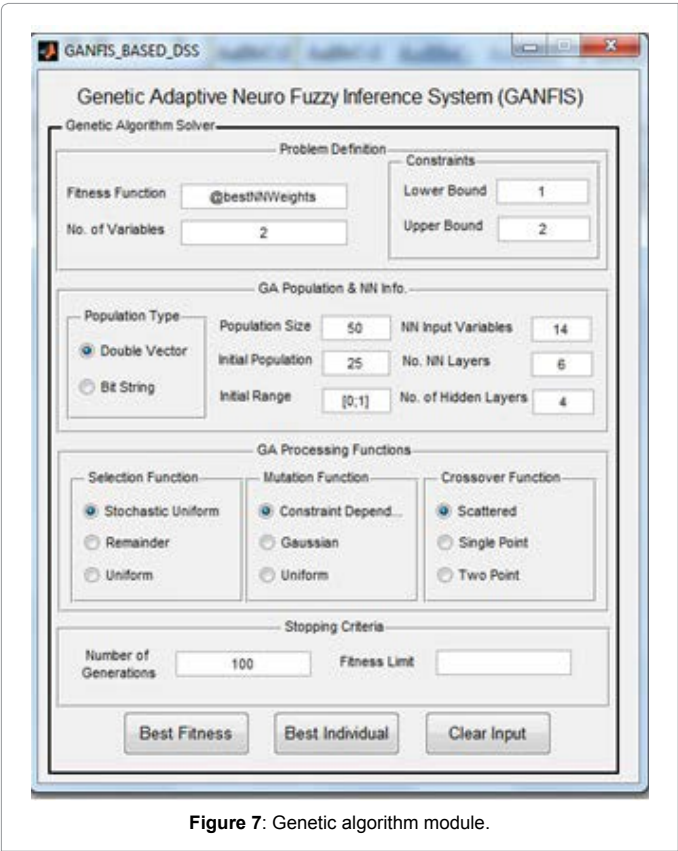 GANFIS_BASED_DSS
Genetic Adaptive Neuro Fuzzy Inference System (GANFIS)
Genetic Algorithm Solver
Problem Definition
Constraints
Fitness Function @bestNNWeights Lower Bound 1
No. of Variables 2 Upper Bound 2
GA Population & NN Info.
Population Type
Population Size 50 NN Input Variables 14
Double Vector
Initial Population 25 No. NN Layers 6
Bit String
Initial Range [0;1] No. of Hidden Layers 4
GA Processing Functions
Selection Function Mutation Function Crossover Function
Stochastic Uniform Constraint Depend... Scattered
Remainder Gaussian Single Point
Uniform Uniform Two Point
Stopping Criteria
Number of
Generations 100 Fitness Limit
Best Fitness Best Individual Clear Input
Figure 7: Genetic algorithm module.